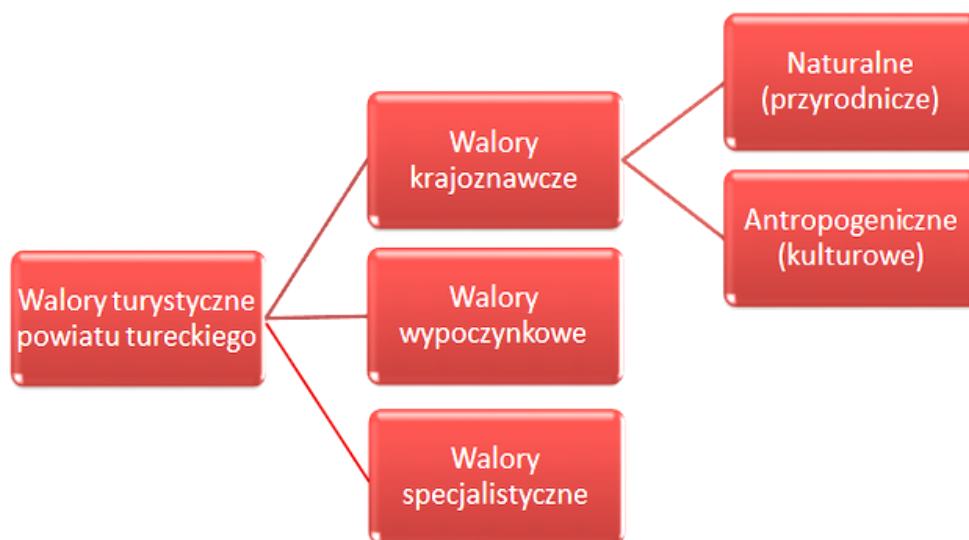 Walory turystyczne
powiatu tureckiego
Walory
krajoznawcze
Naturalne
(przyrodnicze)
Antropogeniczne
(kulturowe)
Walory
wypoczynkowe
Walory
specjalistyczne